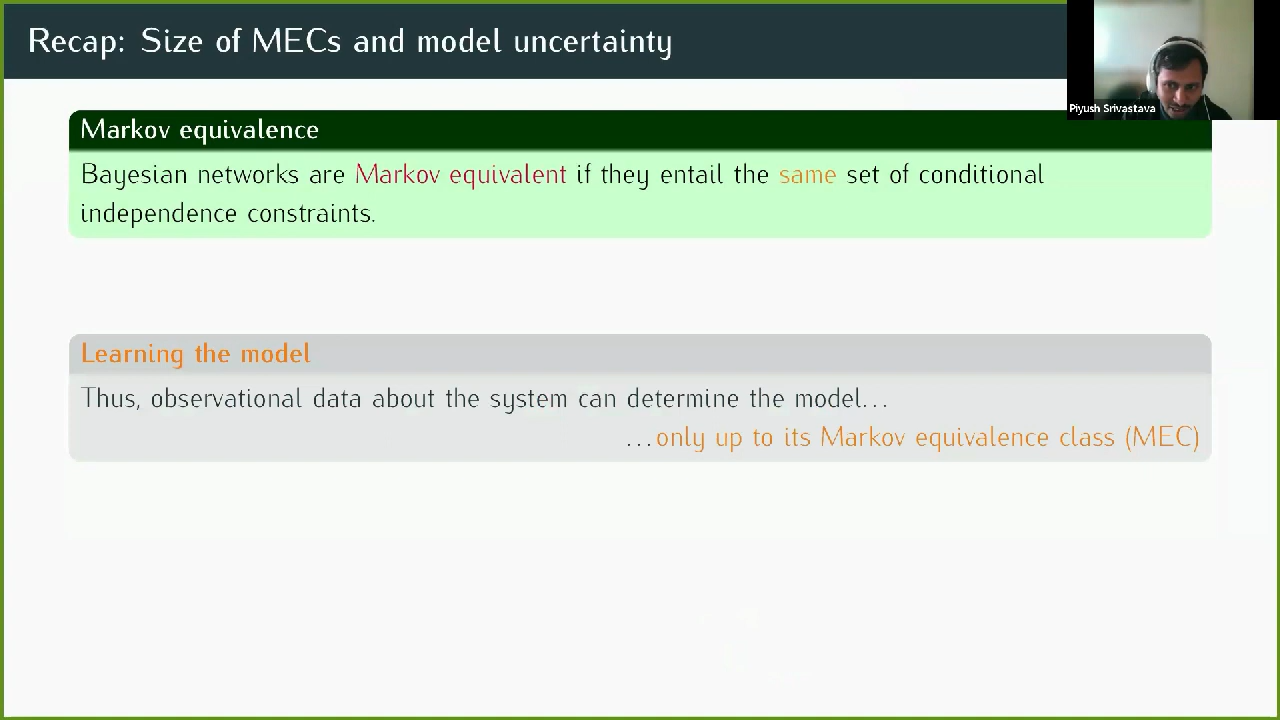 Recap: Size of MECs and model uncertainty
Piyush Srivastava
Markov equivalence
Bayesian networks are Markov equivalent if they entail the same set of conditional
independence constraints.
Learning the model
Thus, observational data about the system can determine the model...
...only up to its Markov equivalence class (MEC)